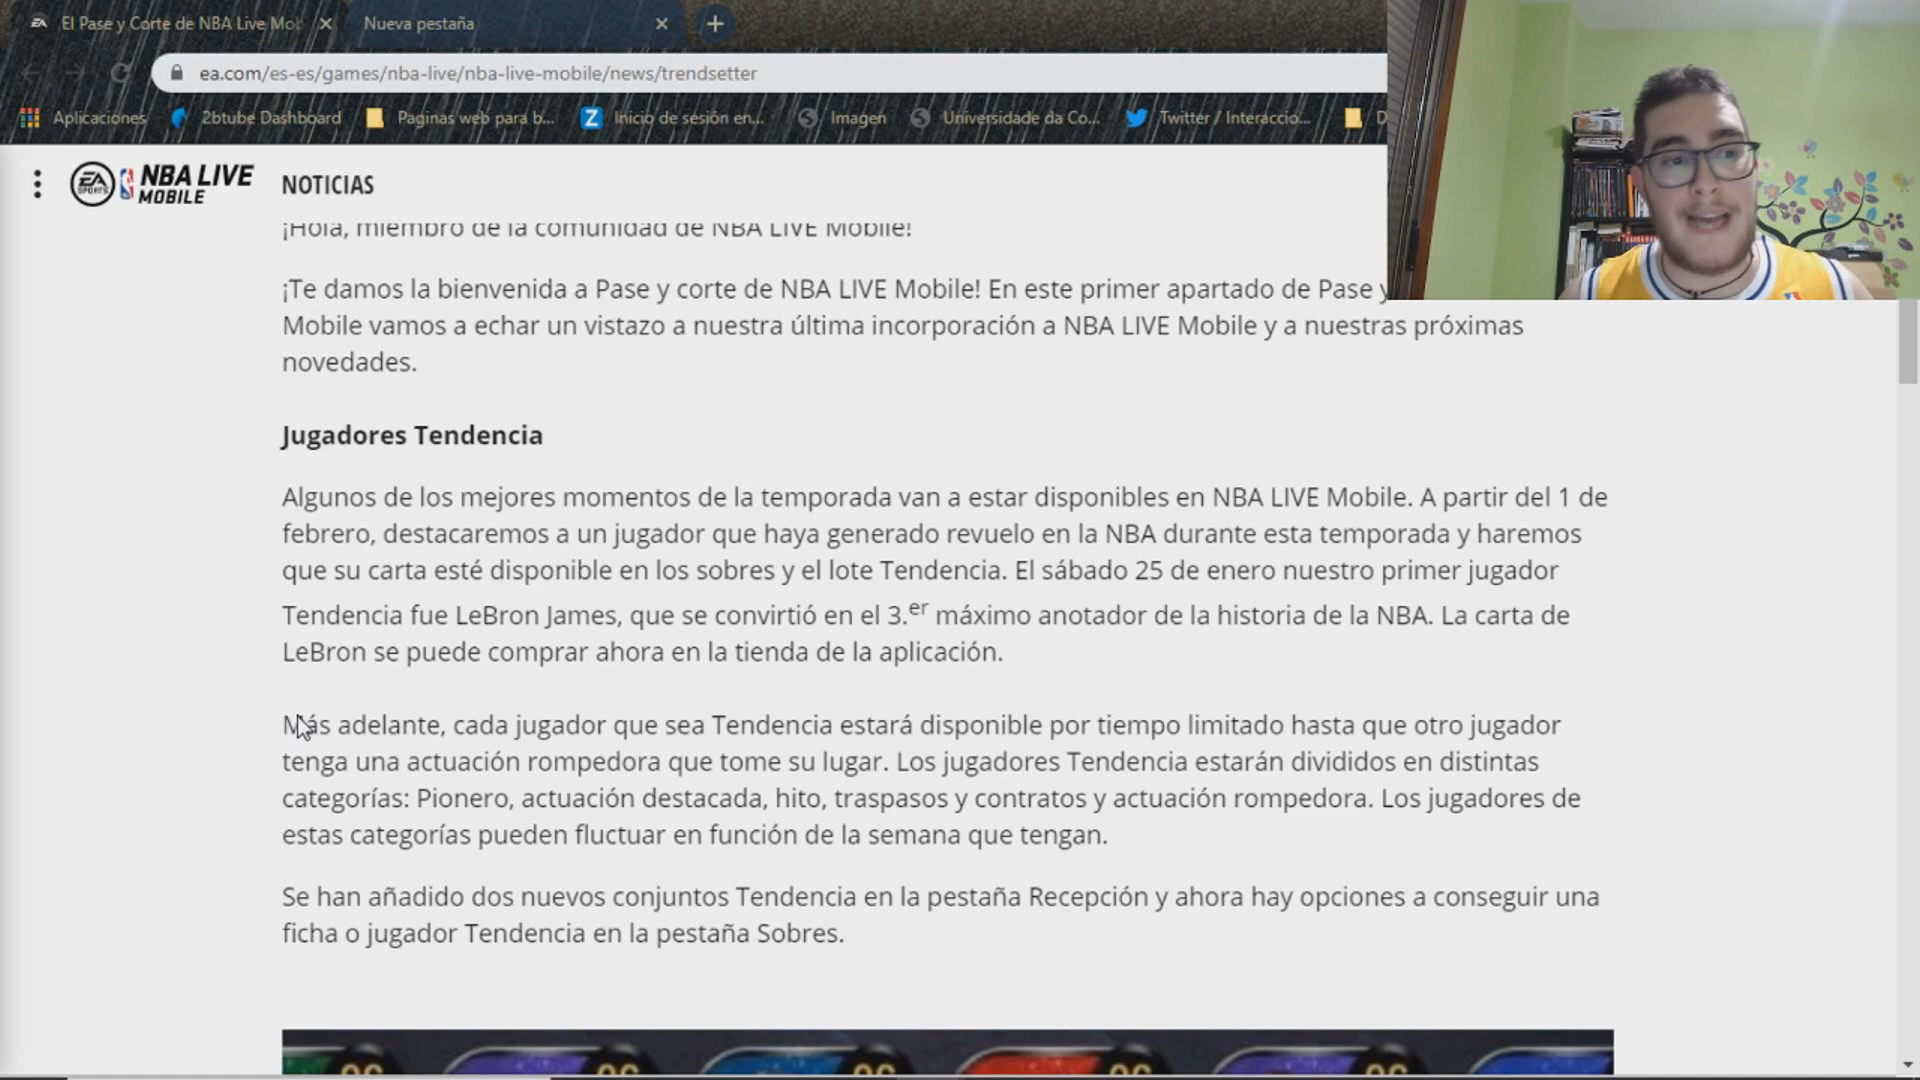 El Pase y Corte de NBA Live Mob
Nueva pestaña
ea.com/es-es/games/nba-live/nba-live-mobile/news/trendsetter
Aplicaciones
2btube Dashboard
Paginas web para b...
Inicio de sesión en...
Imagen
Universidade da Co...
Twitter / Interaccio...
D
EA SPORTS NBA LIVE MOBILE
NOTICIAS
¡Hola, miembro de la comunidad de NBA LIVE Mobile!
¡Te damos la bienvenida a Pase y corte de NBA LIVE Mobile! En este primer apartado de Pase y
Mobile vamos a echar un vistazo a nuestra última incorporación a NBA LIVE Mobile y a nuestras próximas
novedades.
Jugadores Tendencia
Algunos de los mejores momentos de la temporada van a estar disponibles en NBA LIVE Mobile. A partir del 1 de
febrero, destacaremos a un jugador que haya generado revuelo en la NBA durante esta temporada y haremos
que su carta esté disponible en los sobres y el lote Tendencia. El sábado 25 de enero nuestro primer jugador
Tendencia fue LeBron James, que se convirtió en el 3.er máximo anotador de la historia de la NBA. La carta de
LeBron se puede comprar ahora en la tienda de la aplicación.
Más adelante, cada jugador que sea Tendencia estará disponible por tiempo limitado hasta que otro jugador
tenga una actuación rompedora que tome su lugar. Los jugadores Tendencia estarán divididos en distintas
categorías: Pionero, actuación destacada, hito, traspasos y contratos y actuación rompedora. Los jugadores de
estas categorías pueden fluctuar en función de la semana que tengan.
Se han añadido dos nuevos conjuntos Tendencia en la pestaña Recepción y ahora hay opciones a conseguir una
ficha o jugador Tendencia en la pestaña Sobres.